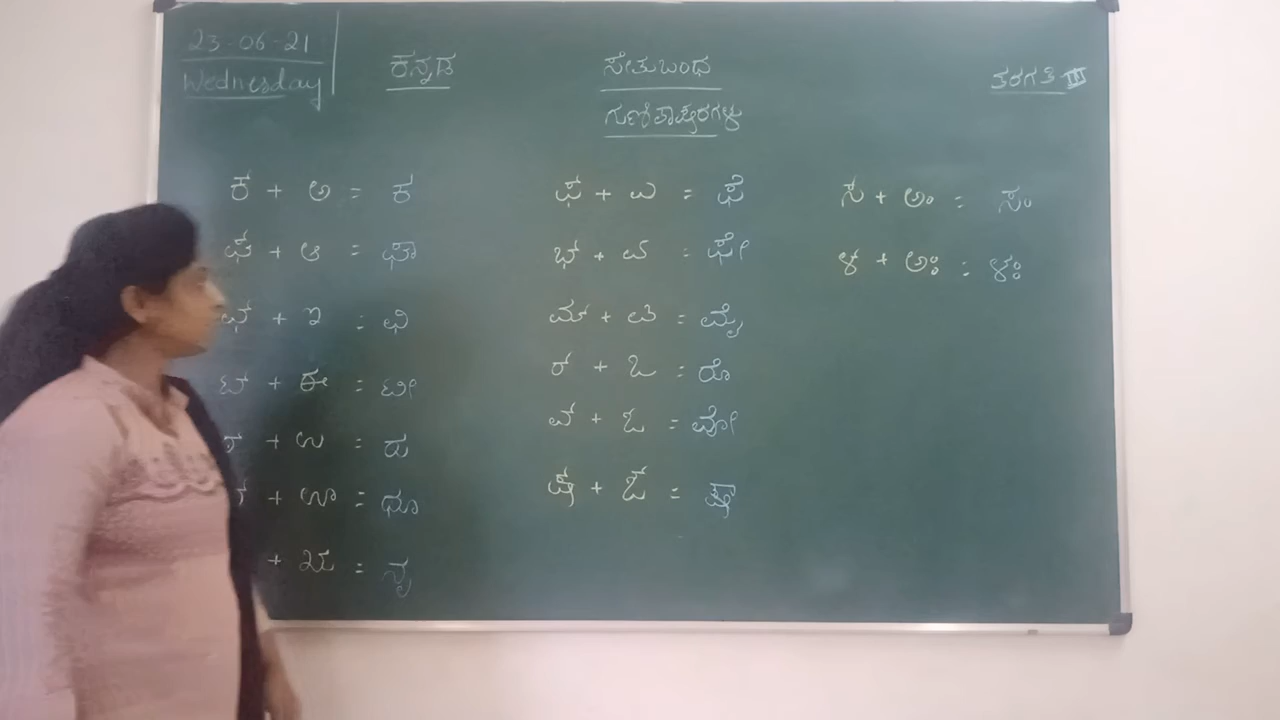 23-06-21
Wednesday
ಕನ್ನಡ
ಸೇತುಬಂಧ
ಗುಣಿತಾಕ್ಷರಗಳು
ತರಗತಿ III
ಕ್ + ಅ = ಕ
ಘ್ + ಆ = ಘಾ
ಛ್ + ಇ = ಛಿ
ಟ್ + ಈ = ಟೀ
+ ಉ = ದು
+ ಊ = ಧೂ
+ ಋ = ನೃ
ಫ್ + ಎ = ಫೆ
ಭ್ + ಏ = ಭೇ
ಮ್ + ಐ = ಮೈ
ರ್ + ಒ = ರೊ
ವ್ + ಓ = ವೋ
ಷ್ + ಔ = ಷೌ
ಸ + ಅಂ = ಸಂ
ಳ + ಅಃ = ಳಃ